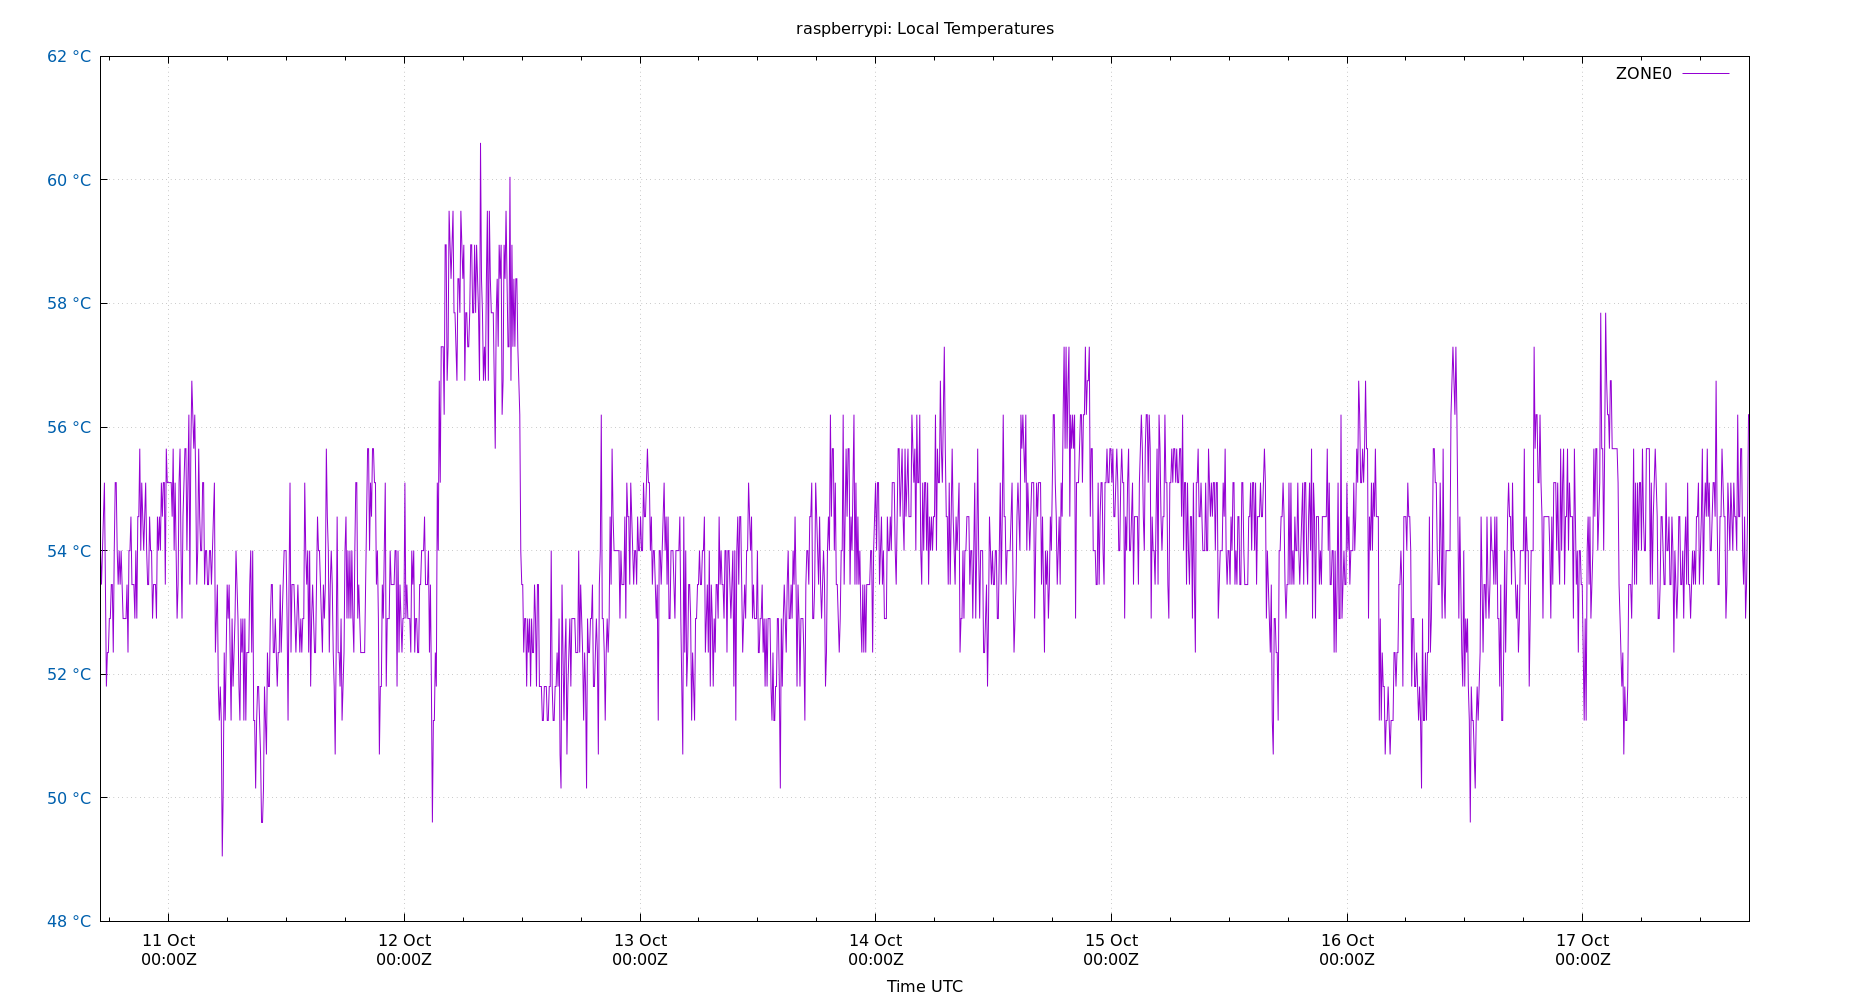 raspberrypi: Local Temperatures
62 °C
ZONE0
60 °C
58 °C
56 °C
54 °C
52 °C
50 °C
48 °C
11 Oct 12 Oct 13 Oct 14 Oct 15 Oct 16 Oct 17 Oct
00:00Z 00:00Z 00:00Z 00:00Z 00:00Z 00:00Z 00:00Z
Time UTC